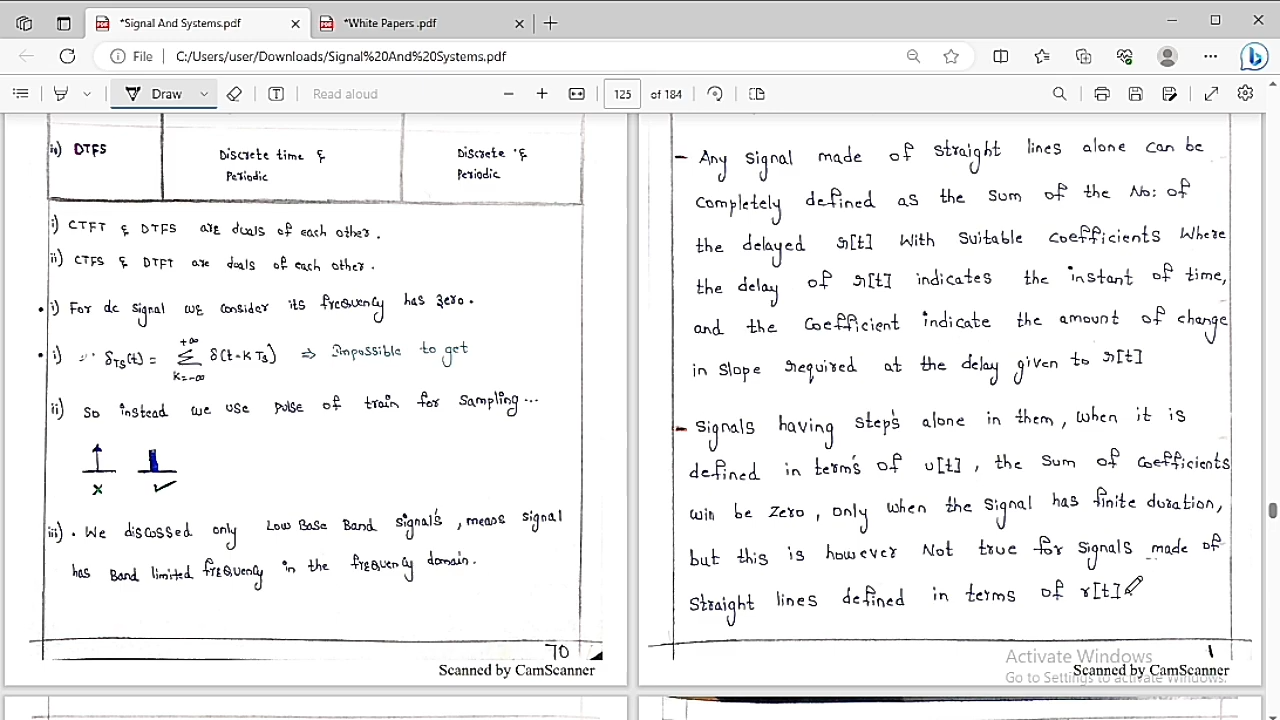 *Signal And Systems.pdf
*White Papers .pdf
File
C:/Users/user/Downloads/Signal%20And%20Systems.pdf
Draw
Read aloud
125
of 184
iv) DTFS
Discrete time &
Periodic
Discrete &
Periodic
i) CTFT & DTFS are duals of each other.
ii) CTFS & DTFT are duals of each other.
• i) For dc signal we consider its frequency has zero.
• i) δTs(t) = +∞ Σ K=-∞ δ(t-KTs) ⇒ Impossible to get
ii) So instead we use pulse of train for sampling...
x ✓
iii). We discussed only Low Base Band signal's, means signal
has Band limited frequency in the frequency domain.
70
Scanned by CamScanner
- Any signal made of straight lines alone can be
completely defined as the sum of the No: of
the delayed r[t] With Suitable coefficients Where
the delay of r[t] indicates the instant of time,
and the coefficient indicate the amount of change
in slope required at the delay given to r[t]
- Signals having step's alone in them, when it is
defined in term's of u[t], the sum of coefficients
will be zero, only when the signal has finite duration,
but this is however Not true for signals made of
straight lines defined in terms of r[t]
1
Activate Windows
Scanned by CamScanner
Go to Settings to activate Windows.